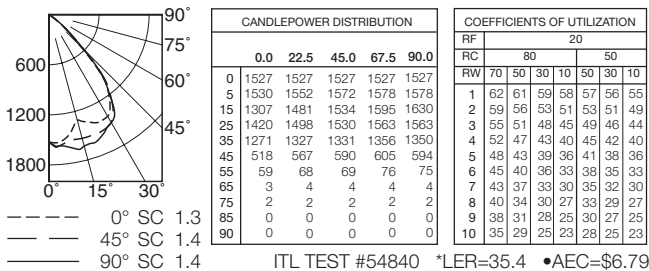 90°
75°
60°
45°
600
1200
1800
0° 15° 30°
0° SC 1.3
45° SC 1.4
90° SC 1.4
CANDLEPOWER DISTRIBUTION
0.0 22.5 45.0 67.5 90.0
0 1527 1527 1527 1527 1527
5 1530 1552 1572 1578 1578
15 1307 1481 1534 1595 1630
25 1420 1498 1530 1563 1563
35 1271 1327 1331 1356 1350
45 518 567 590 605 594
55 59 68 69 76 75
65 3 4 4 4 4
75 2 2 2 2 2
85 0 0 0 0 0
90 0 0 0 0 0
COEFFICIENTS OF UTILIZATION
RF 20
RC 80 50
RW 70 50 30 10 50 30 10
1 62 61 59 58 57 56 55
2 59 56 53 51 53 51 49
3 55 51 48 45 49 46 44
4 52 47 43 40 45 42 40
5 48 43 39 36 41 38 36
6 45 40 36 33 38 35 33
7 43 37 33 30 35 32 30
8 40 34 30 27 33 29 27
9 38 31 28 25 30 27 25
10 35 29 25 23 28 25 23
ITL TEST #54840 *LER=35.4 •AEC=$6.79